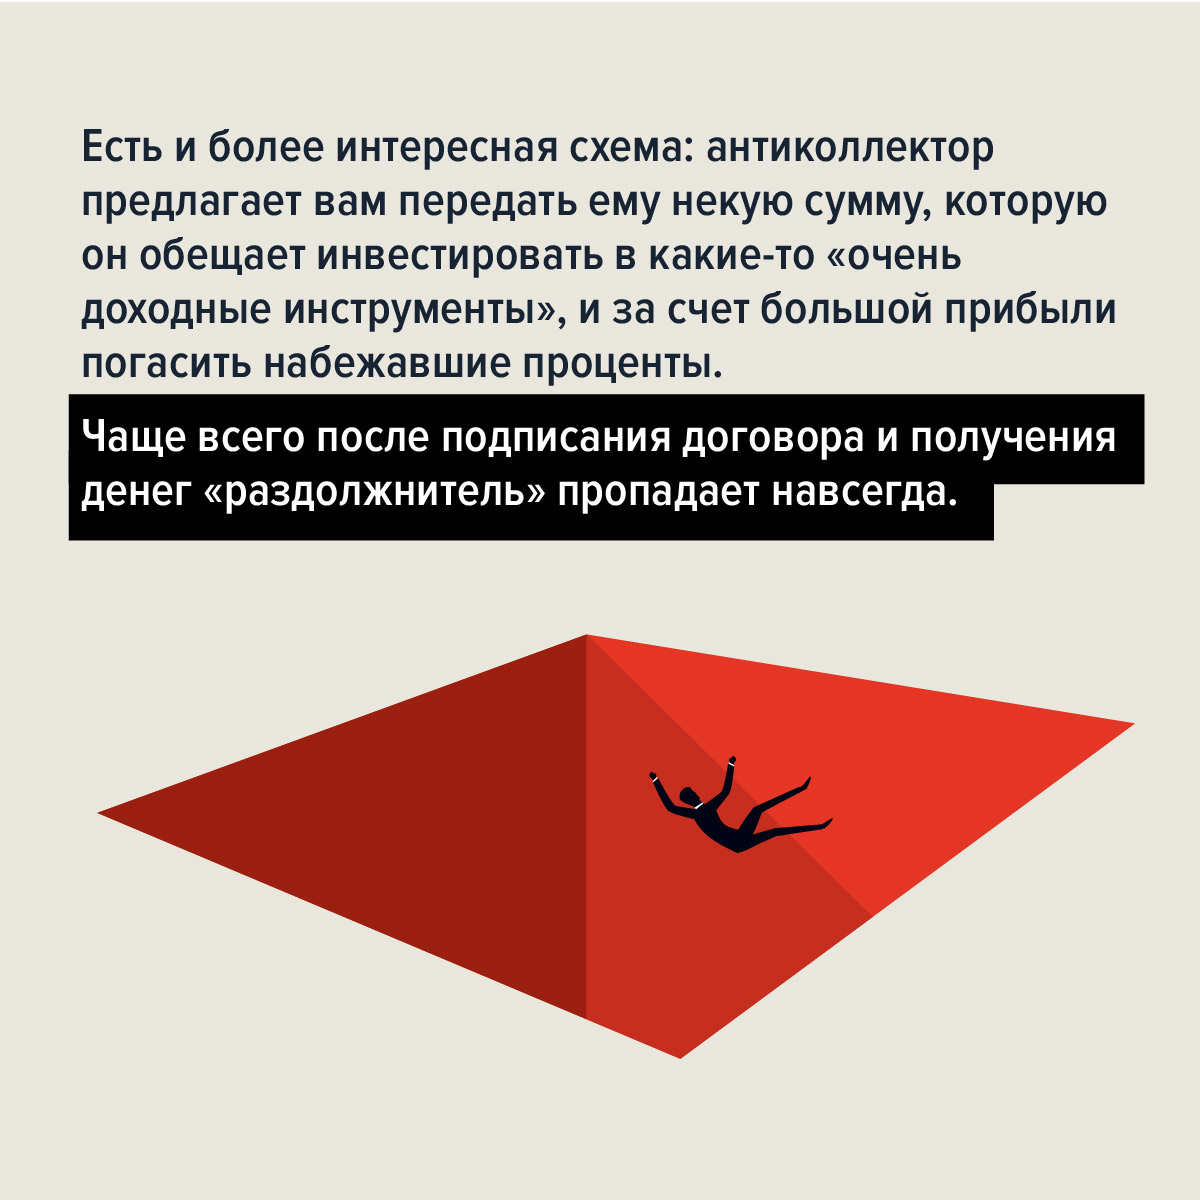 Есть и более интересная схема: антиколлектор
предлагает вам передать ему некую сумму, которую
он обещает инвестировать в какие-то «очень
доходные инструменты», и за счет большой прибыли
погасить набежавшие проценты.
Чаще всего после подписания договора и получения
денег «раздолжнитель» пропадает навсегда.